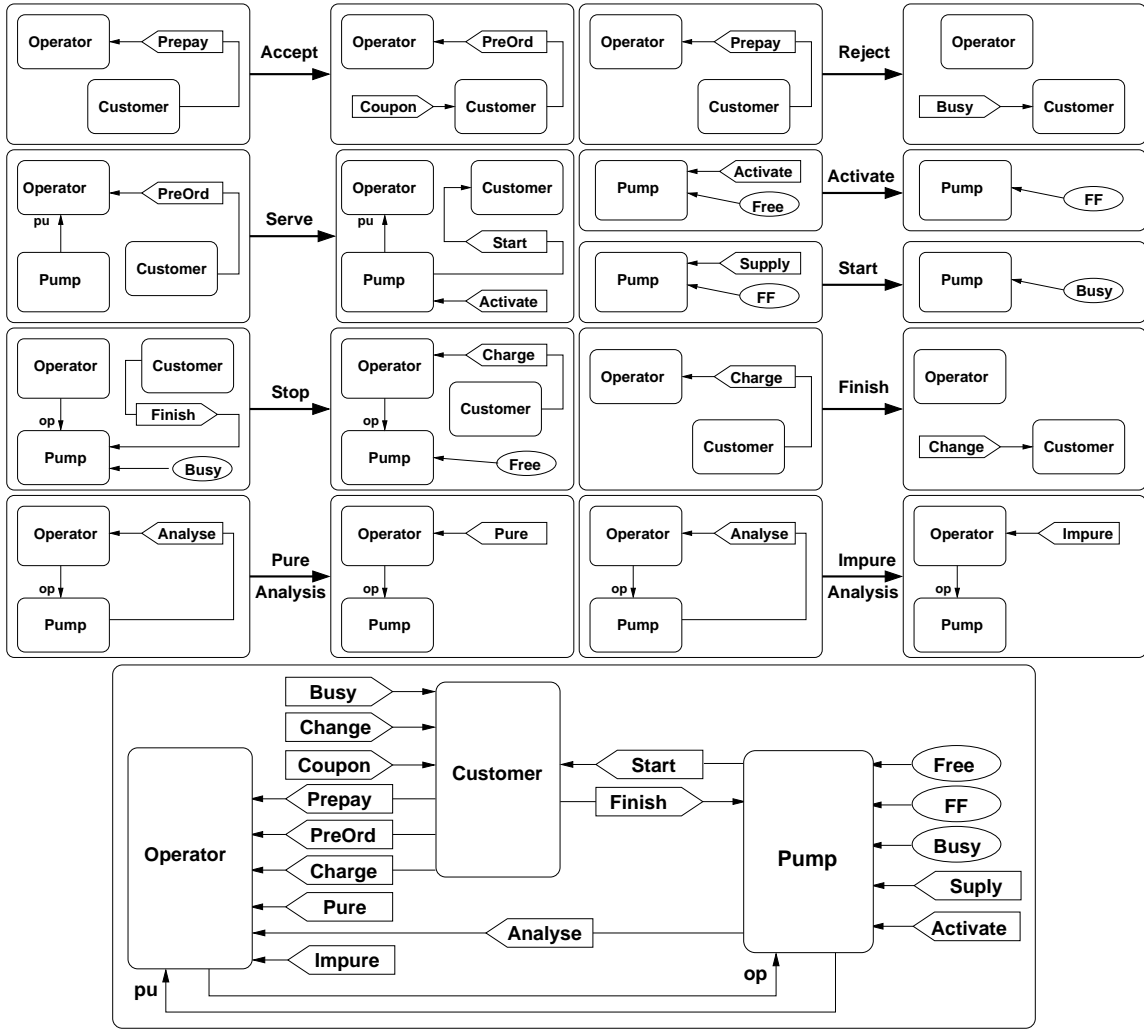 Operator
Prepay
Customer
Accept
Operator
PreOrd
Coupon
Customer
Operator
Prepay
Customer
Reject
Operator
Busy
Customer
Operator
PreOrd
pu
Customer
Pump
Serve
Operator
Customer
pu
Start
Pump
Activate
Pump
Activate
Free
Activate
Pump
FF
Pump
Supply
FF
Start
Pump
Busy
Operator
Customer
Finish
op
Pump
Busy
Stop
Operator
Charge
Customer
op
Pump
Free
Operator
Charge
Customer
Finish
Operator
Change
Customer
Operator
Analyse
op
Pump
Pure
Analysis
Operator
Pure
op
Pump
Operator
Analyse
op
Pump
Impure
Analysis
Operator
Impure
op
Pump
Busy
Change
Coupon
Customer
Start
Free
Prepay
Finish
FF
PreOrd
Busy
Operator
Pump
Charge
Suply
Pure
Activate
Analyse
Impure
op
pu